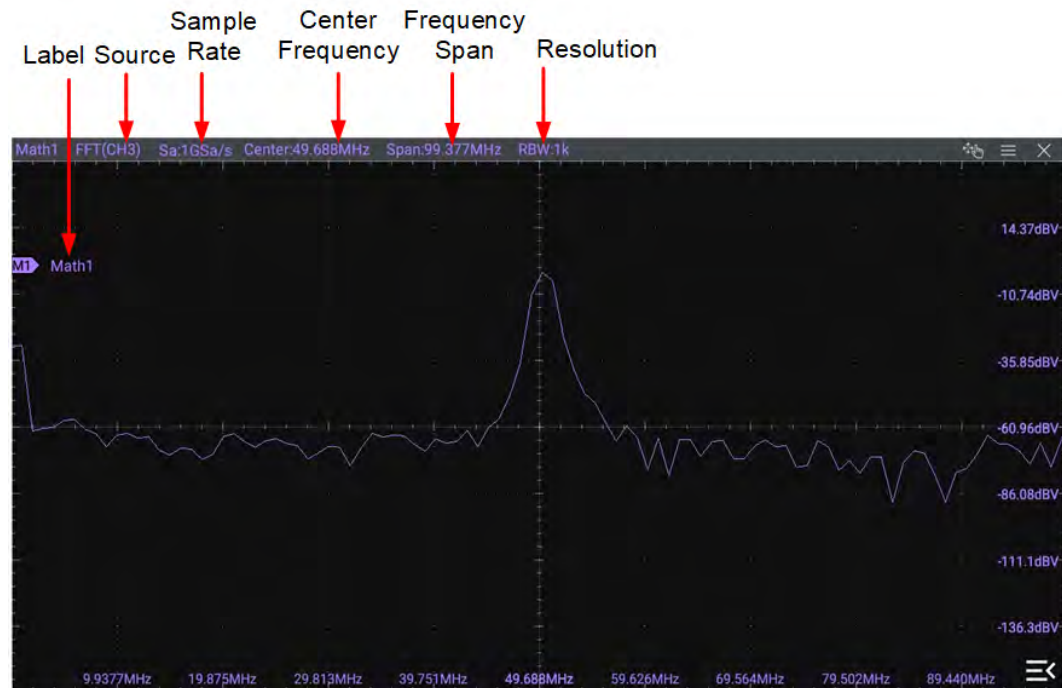 Label Source
Sample
Rate
Center
Frequency
Frequency
Span
Resolution
Math1 FFT(CH3) Sa:1GSa/s Center:49.688MHz Span:99.377MHz RBW:1k
14.37dBV
M1 Math1
-10.74dBV
-35.85dBV
-60.96dBV
-86.08dBV
-111.1dBV
-136.3dBV
9.9377MHz 19.875MHz 29.813MHz 39.751MHz 49.688MHz 59.626MHz 69.564MHz 79.502MHz 89.440MHz